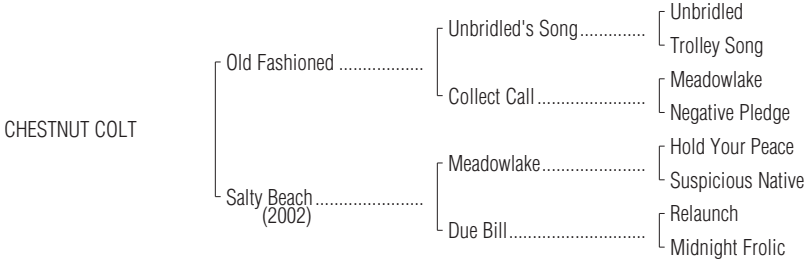 Unbridled
Unbridled's Song..............
Trolley Song
Old Fashioned ..................
Meadowlake
Collect Call.......................
Negative Pledge
CHESTNUT COLT
Hold Your Peace
Meadowlake......................
Suspicious Native
Salty Beach.......................
(2002)
Relaunch
Due Bill.............................
Midnight Frolic